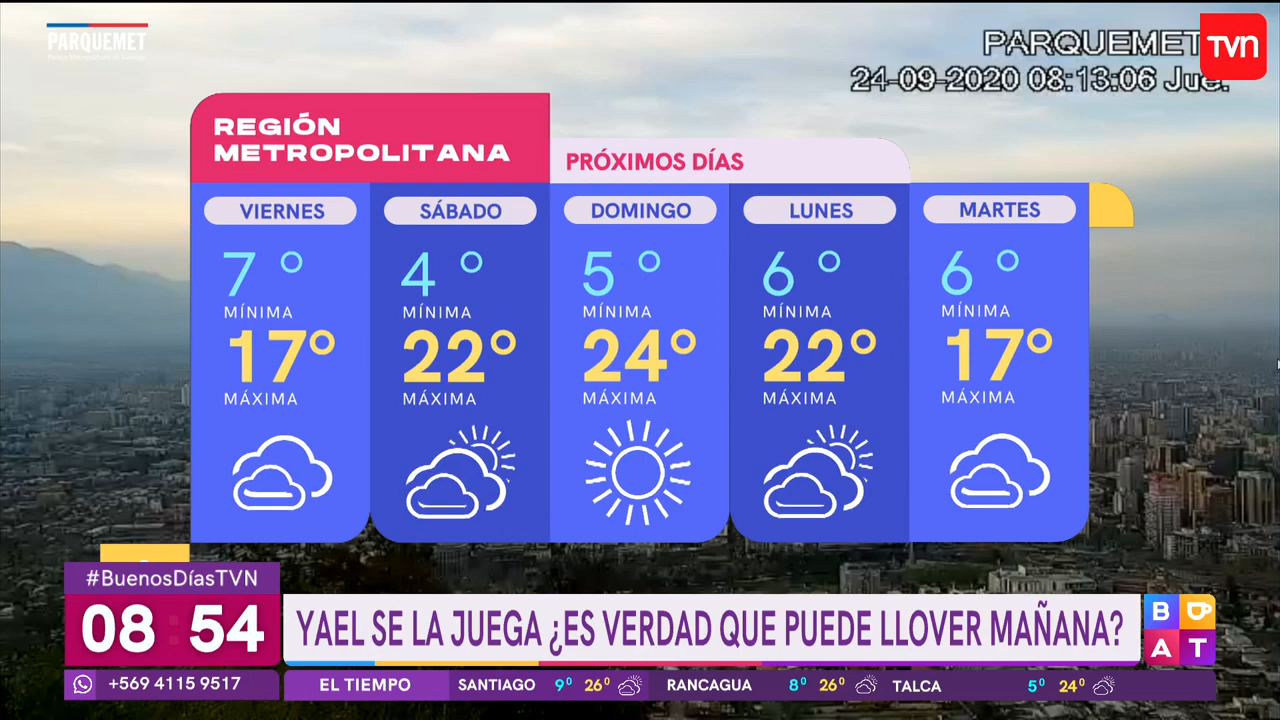 PARQUEMET
PARQUEMET
TVN
24-09-2020 08:13:06 Jue.
REGIÓN
METROPOLITANA
PRÓXIMOS DÍAS
VIERNES SÁBADO DOMINGO LUNES MARTES
7° 4° 5° 6° 6°
MÍNIMA MÍNIMA MÍNIMA MÍNIMA MÍNIMA
17° 22° 24° 22° 17°
MÁXIMA MÁXIMA MÁXIMA MÁXIMA MÁXIMA
#BuenosDíasTVN
08:54
YAEL SE LA JUEGA ¿ES VERDAD QUE PUEDE LLOVER MAÑANA?
B
A T
+569 4115 9517
EL TIEMPO SANTIAGO 9° 26° RANCAGUA 8° 26° TALCA 5° 24°